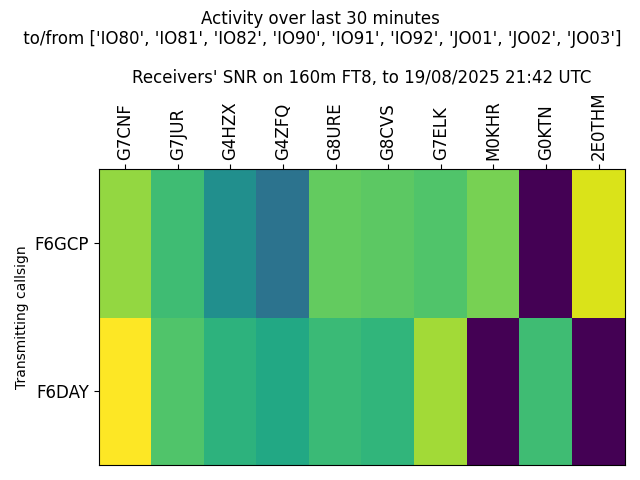 Activity over last 30 minutes
to/from ['IO80', 'IO81', 'IO82', 'IO90', 'IO91', 'IO92', 'JO01', 'JO02', 'JO03']
Receivers' SNR on 160m FT8, to 19/08/2025 21:42 UTC
G7CNF
G7JUR
G4HZX
G4ZFQ
G8URE
G8CVS
G7ELK
M0KHR
G0KTN
2E0THM
Transmitting callsign
F6GCP
F6DAY